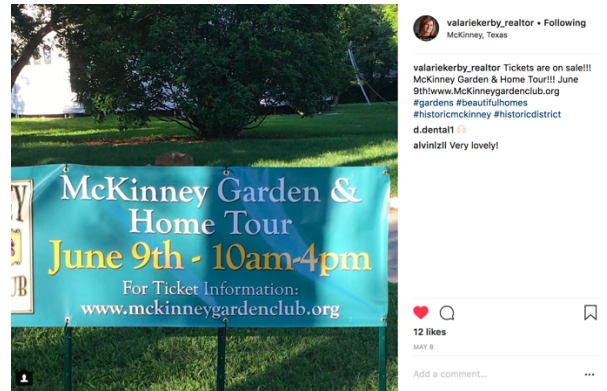 McKinney Garden &
Home Tour
June 9th - 10am-4pm
For Ticket Information:
www.mckinneygardenclub.org
valariekerby_realtor • Following
McKinney, Texas
valariekerby_realtor Tickets are on sale!!!
McKinney Garden & Home Tour!!! June
9th!www.McKinneygardenclub.org
#gardens #beautifulhomes
#historicmckinney #historicdistrict
d.dental1
alvinlzll Very lovely!
12 likes
MAY 8
Add a comment...